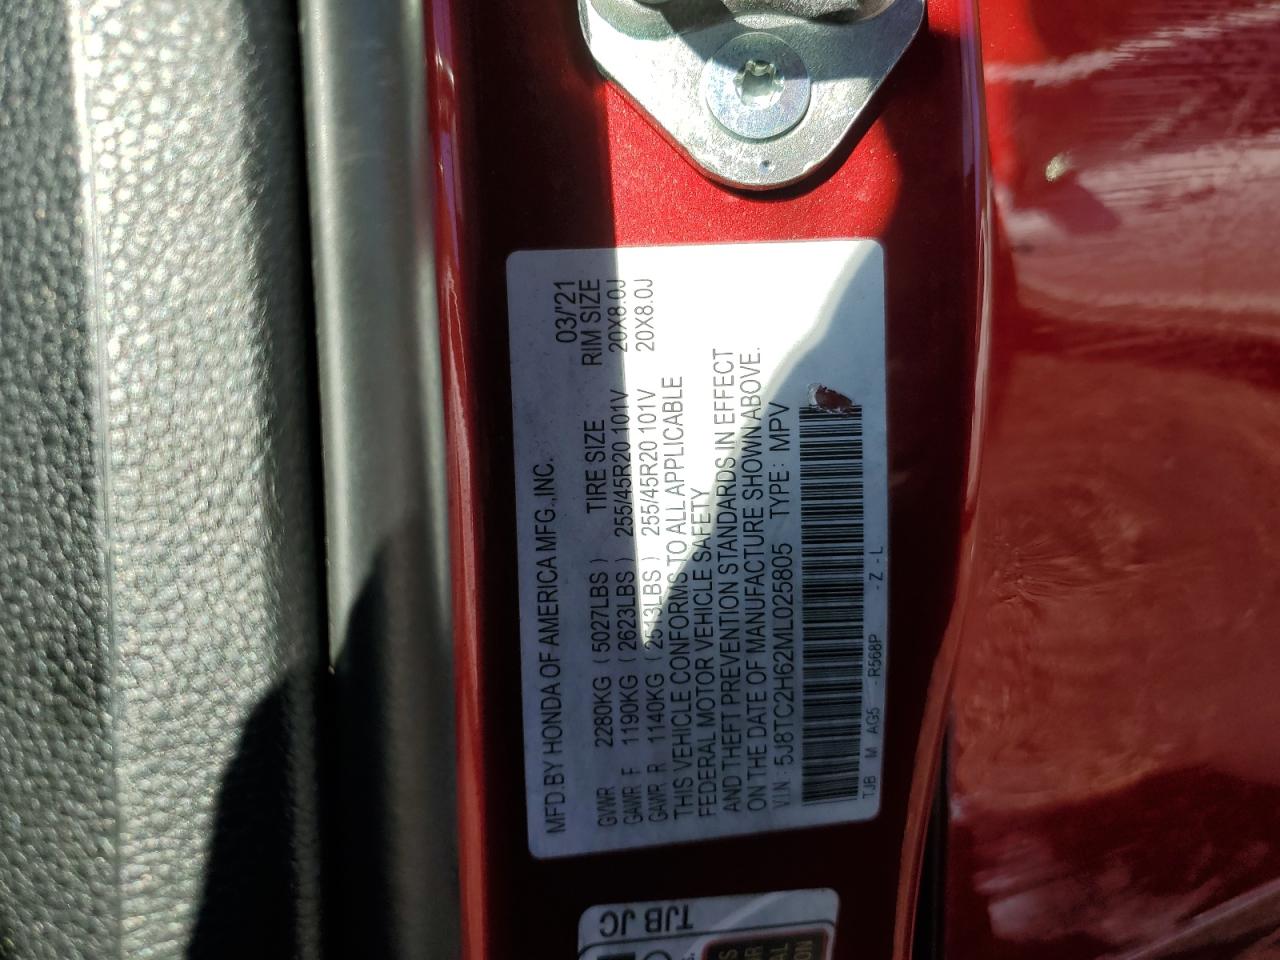 MFD.BY HONDA OF AMERICA MFG.,INC. 03/'21
TIRE SIZE RIM SIZE
GVWR 2280KG ( 5027LBS )
GAWR F 1190KG ( 2623LBS ) 255/45R20 101V 20X8.0J
GAWR R 1140KG ( 2513LBS ) 255/45R20 101V 20X8.0J
THIS VEHICLE CONFORMS TO ALL APPLICABLE
FEDERAL MOTOR VEHICLE SAFETY
AND THEFT PREVENTION STANDARDS IN EFFECT
ON THE DATE OF MANUFACTURE SHOWN ABOVE.
V.I.N : 5J8TC2H62ML025805 TYPE: MPV
TJB M AG5 -R568P -Z -L
TJB JC